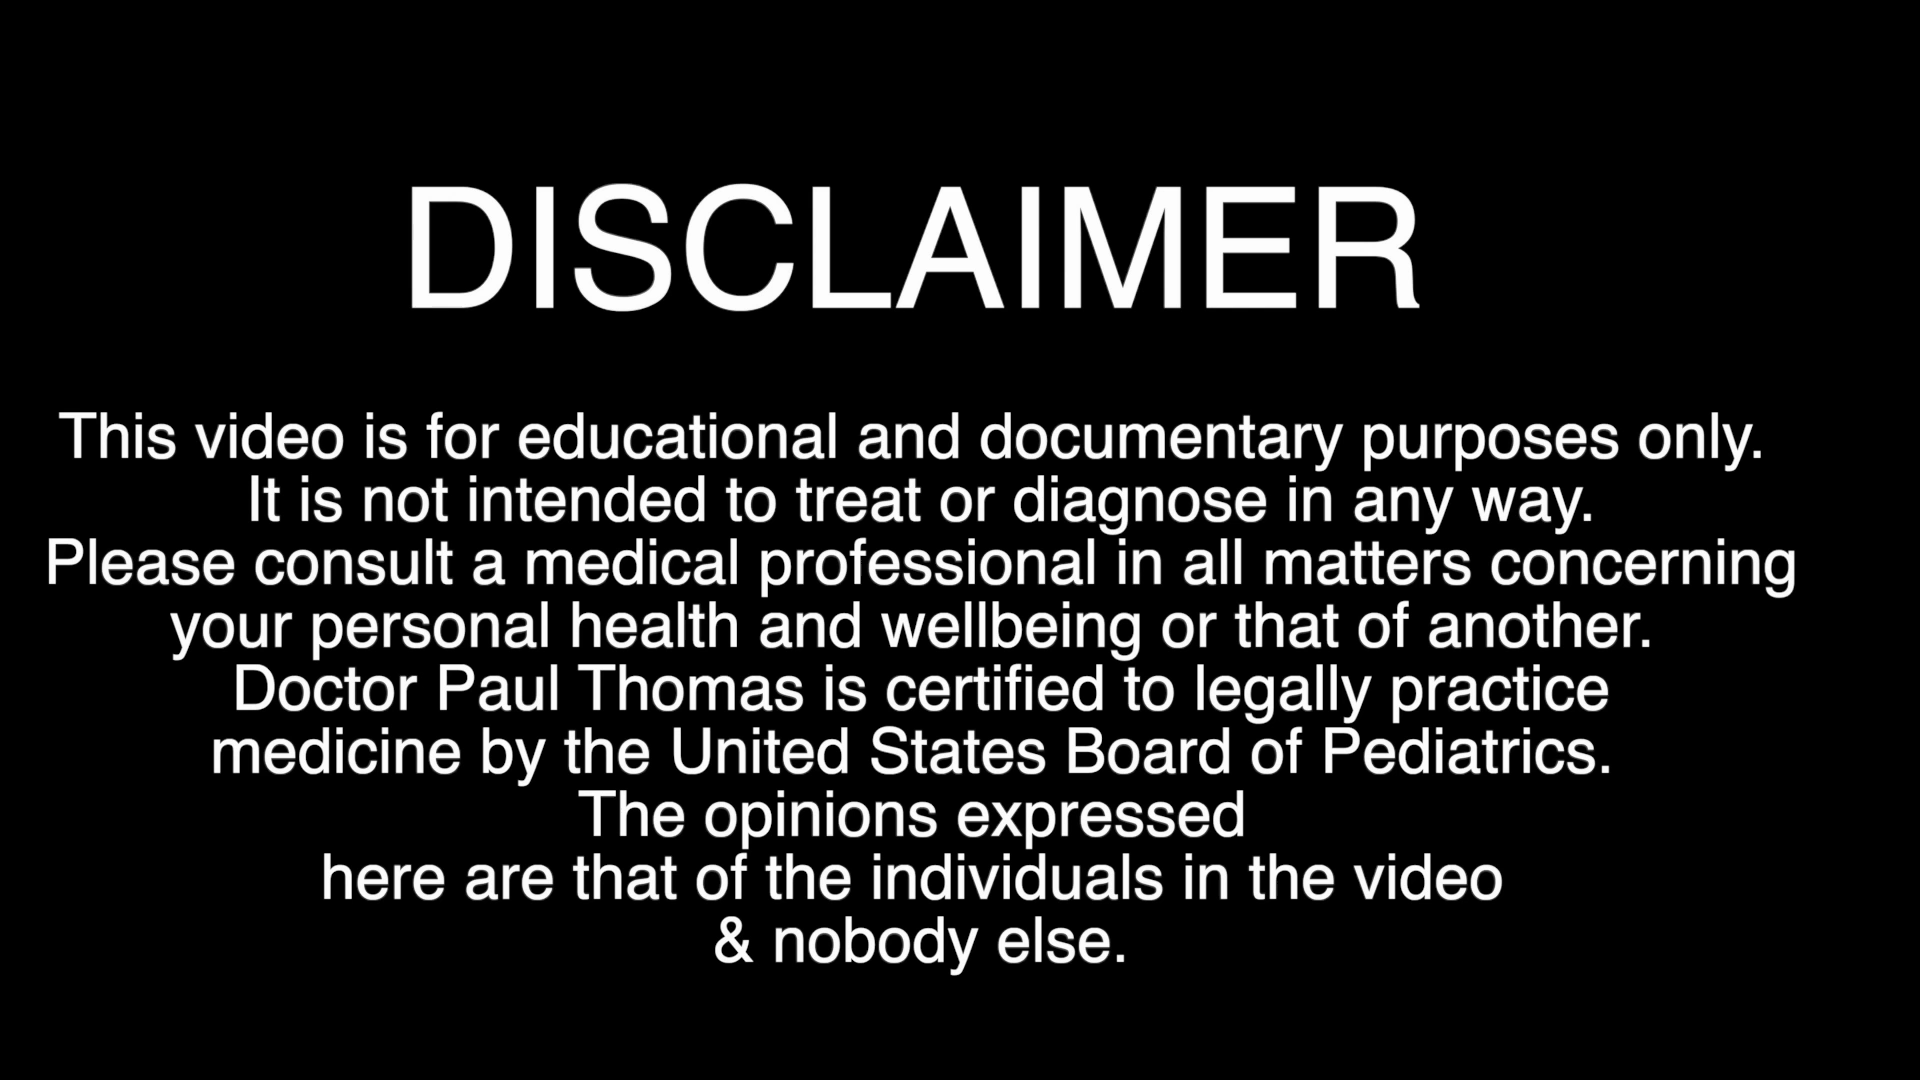 DISCLAIMER
This video is for educational and documentary purposes only.
It is not intended to treat or diagnose in any way.
Please consult a medical professional in all matters concerning
your personal health and wellbeing or that of another.
Doctor Paul Thomas is certified to legally practice
medicine by the United States Board of Pediatrics.
The opinions expressed
here are that of the individuals in the video
& nobody else.